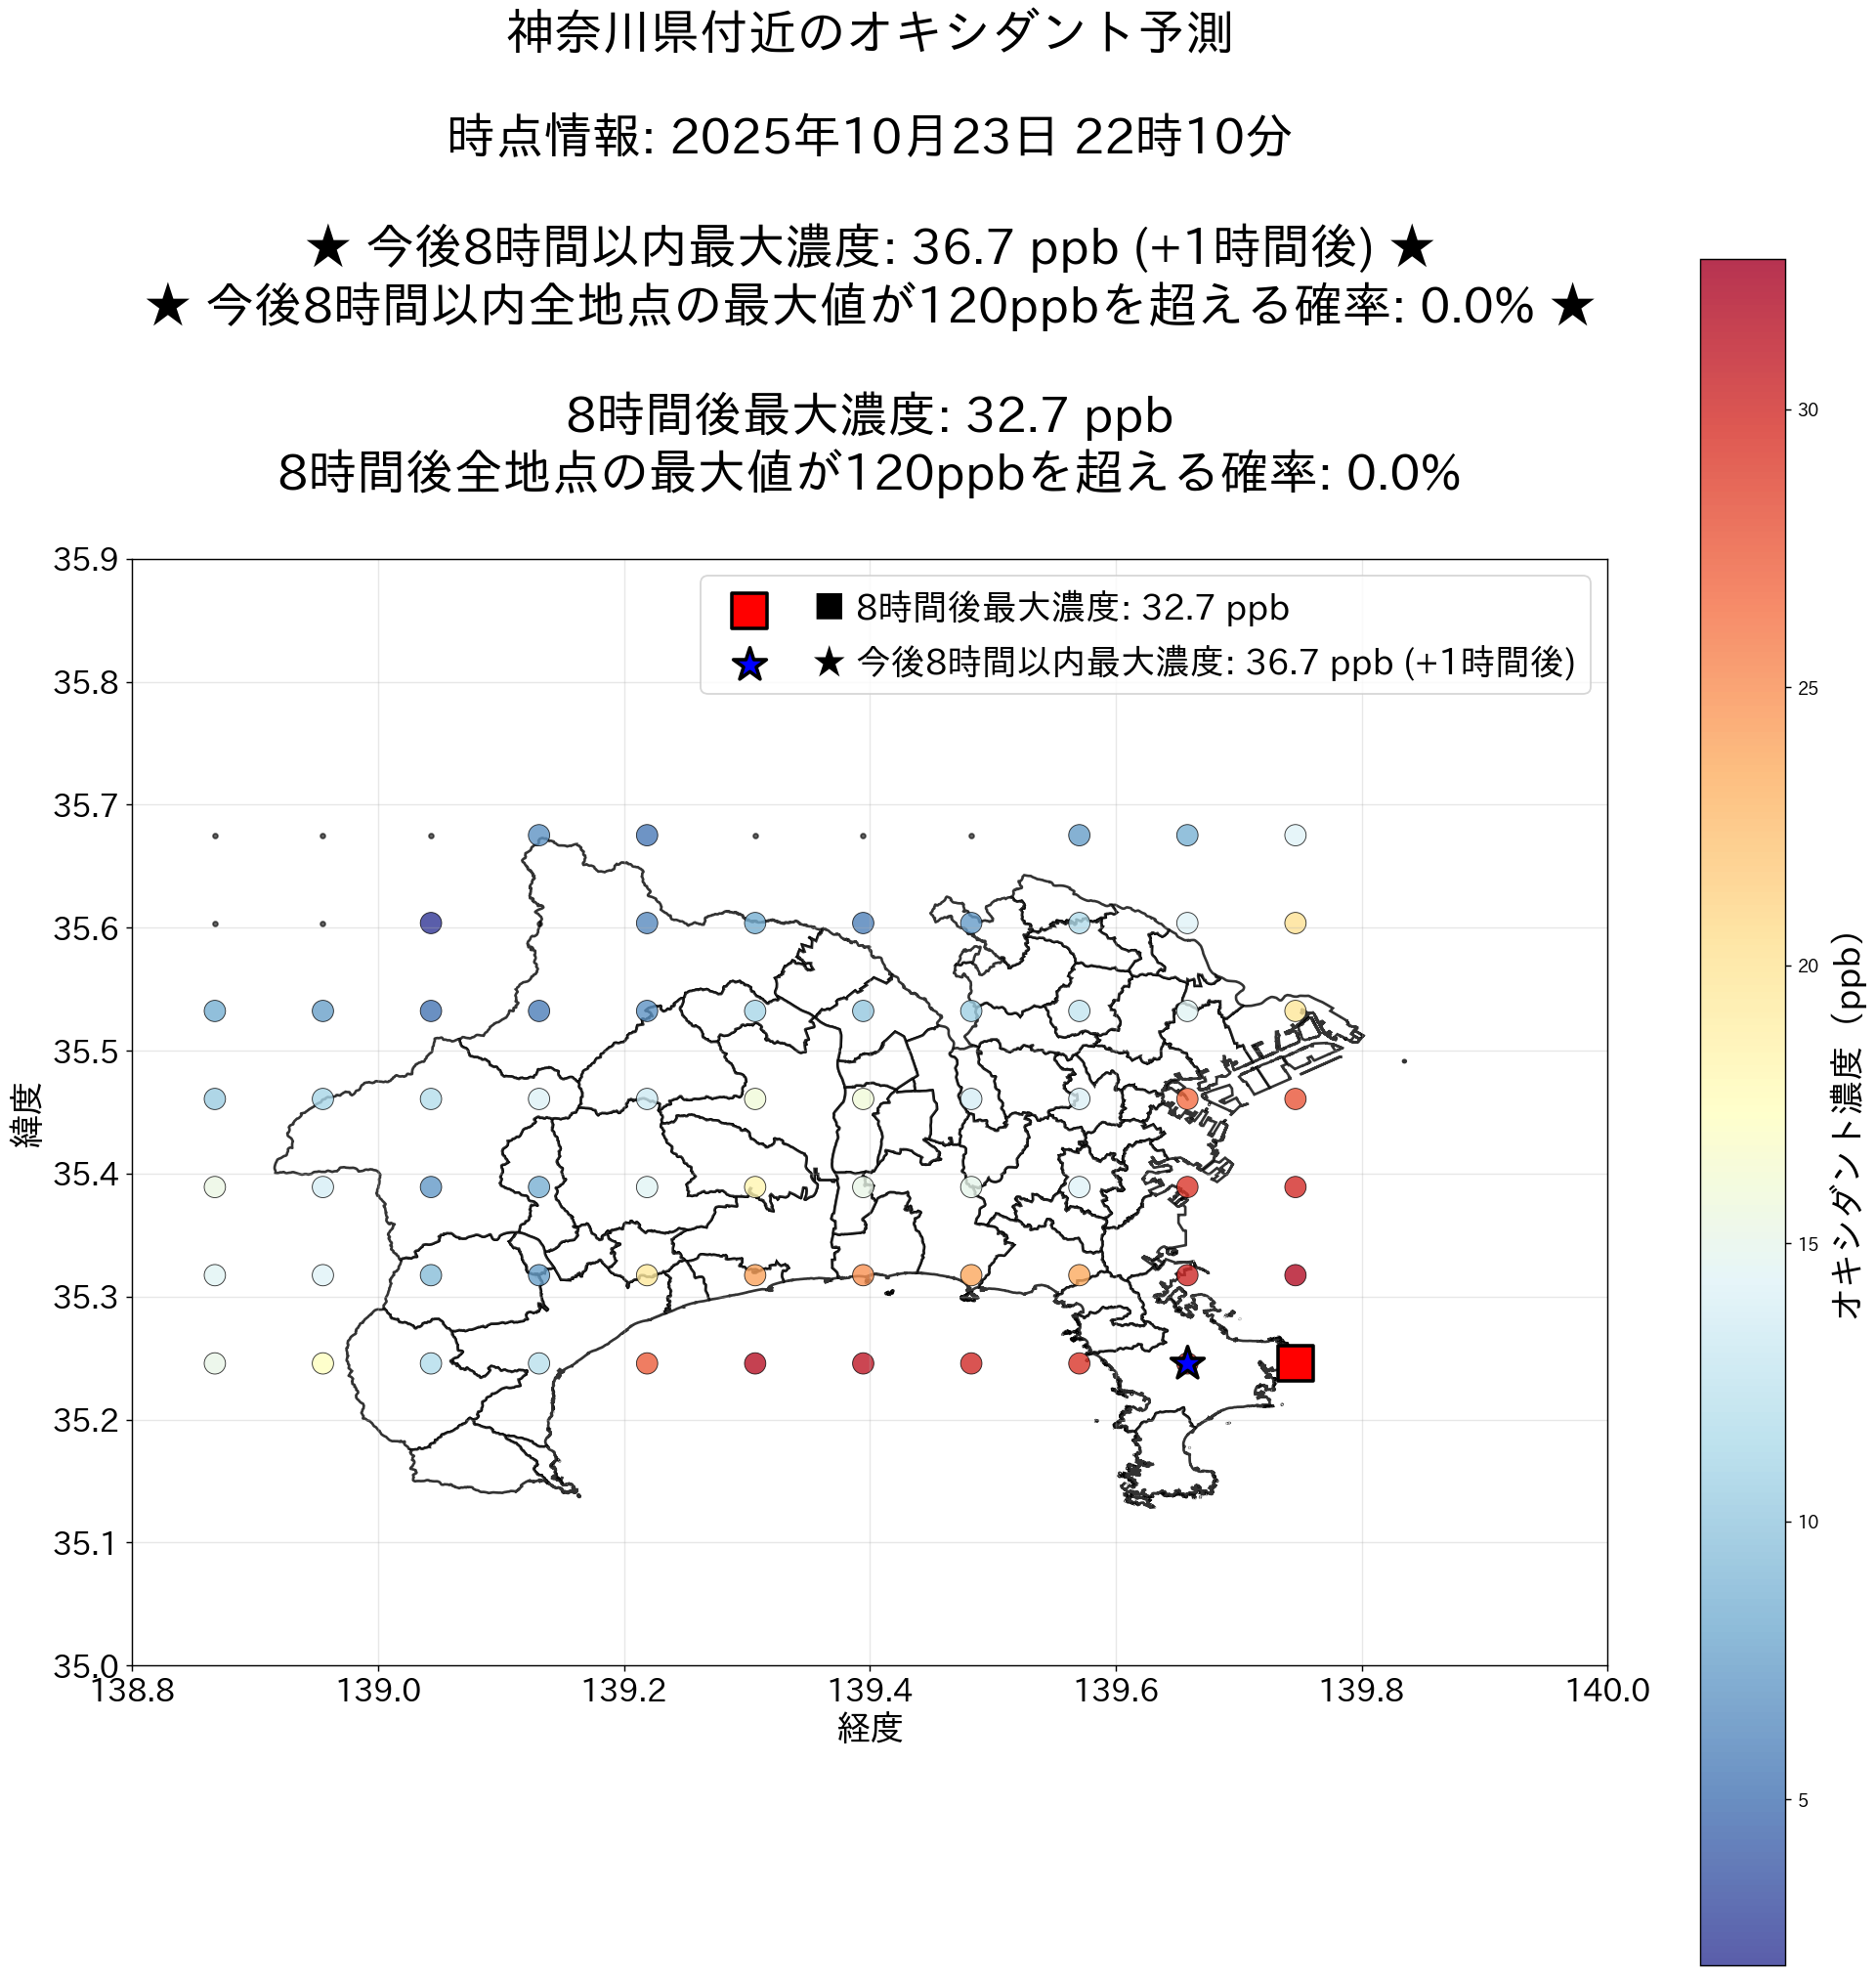 神奈川県付近のオキシダント予測
時点情報: 2025年10月23日 22時10分
★ 今後8時間以内最大濃度: 36.7 ppb (+1時間後) ★
★ 今後8時間以内全地点の最大値が120ppbを超える確率: 0.0% ★
8時間後最大濃度: 32.7 ppb
8時間後全地点の最大値が120ppbを超える確率: 0.0%
■ 8時間後最大濃度: 32.7 ppb
★ 今後8時間以内最大濃度: 36.7 ppb (+1時間後)
35.9
35.8
35.7
35.6
35.5
35.4
35.3
35.2
35.1
35.0
緯度
138.8
139.0
139.2
139.4
139.6
139.8
140.0
経度
30
25
20
15
10
5
オキシダント濃度（ppb）